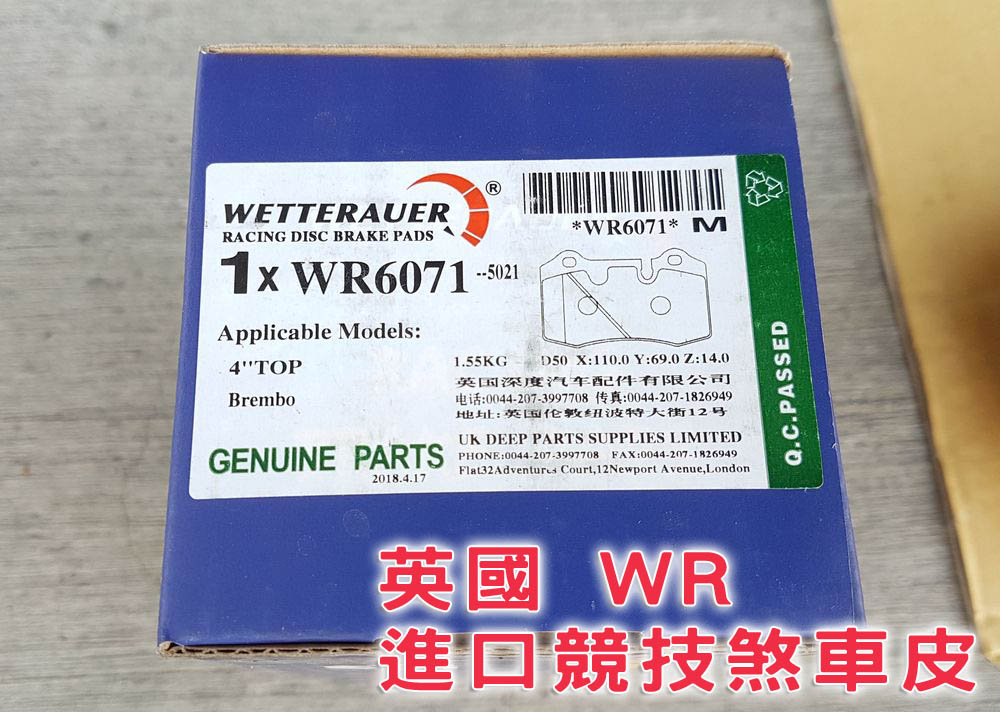 WETTERAUER®
RACING DISC BRAKE PADS
*WR6071* M
1x WR6071 --5021
Applicable Models:
4''TOP
Brembo
1.55KG D50 X:110.0 Y:69.0 Z:14.0
英国深度汽车配件有限公司
电话:0044-207-3997708 传真:0044-207-1826949
地址:英国伦敦纽波特大街12号
UK DEEP PARTS SUPPLIES LIMITED
PHONE:0044-207-3997708 FAX:0044-207-1826949
Flat32Adventures Court,12Newport Avenue,London
GENUINE PARTS
2018.4.17
Q.C.PASSED
英國 WR
進口競技煞車皮